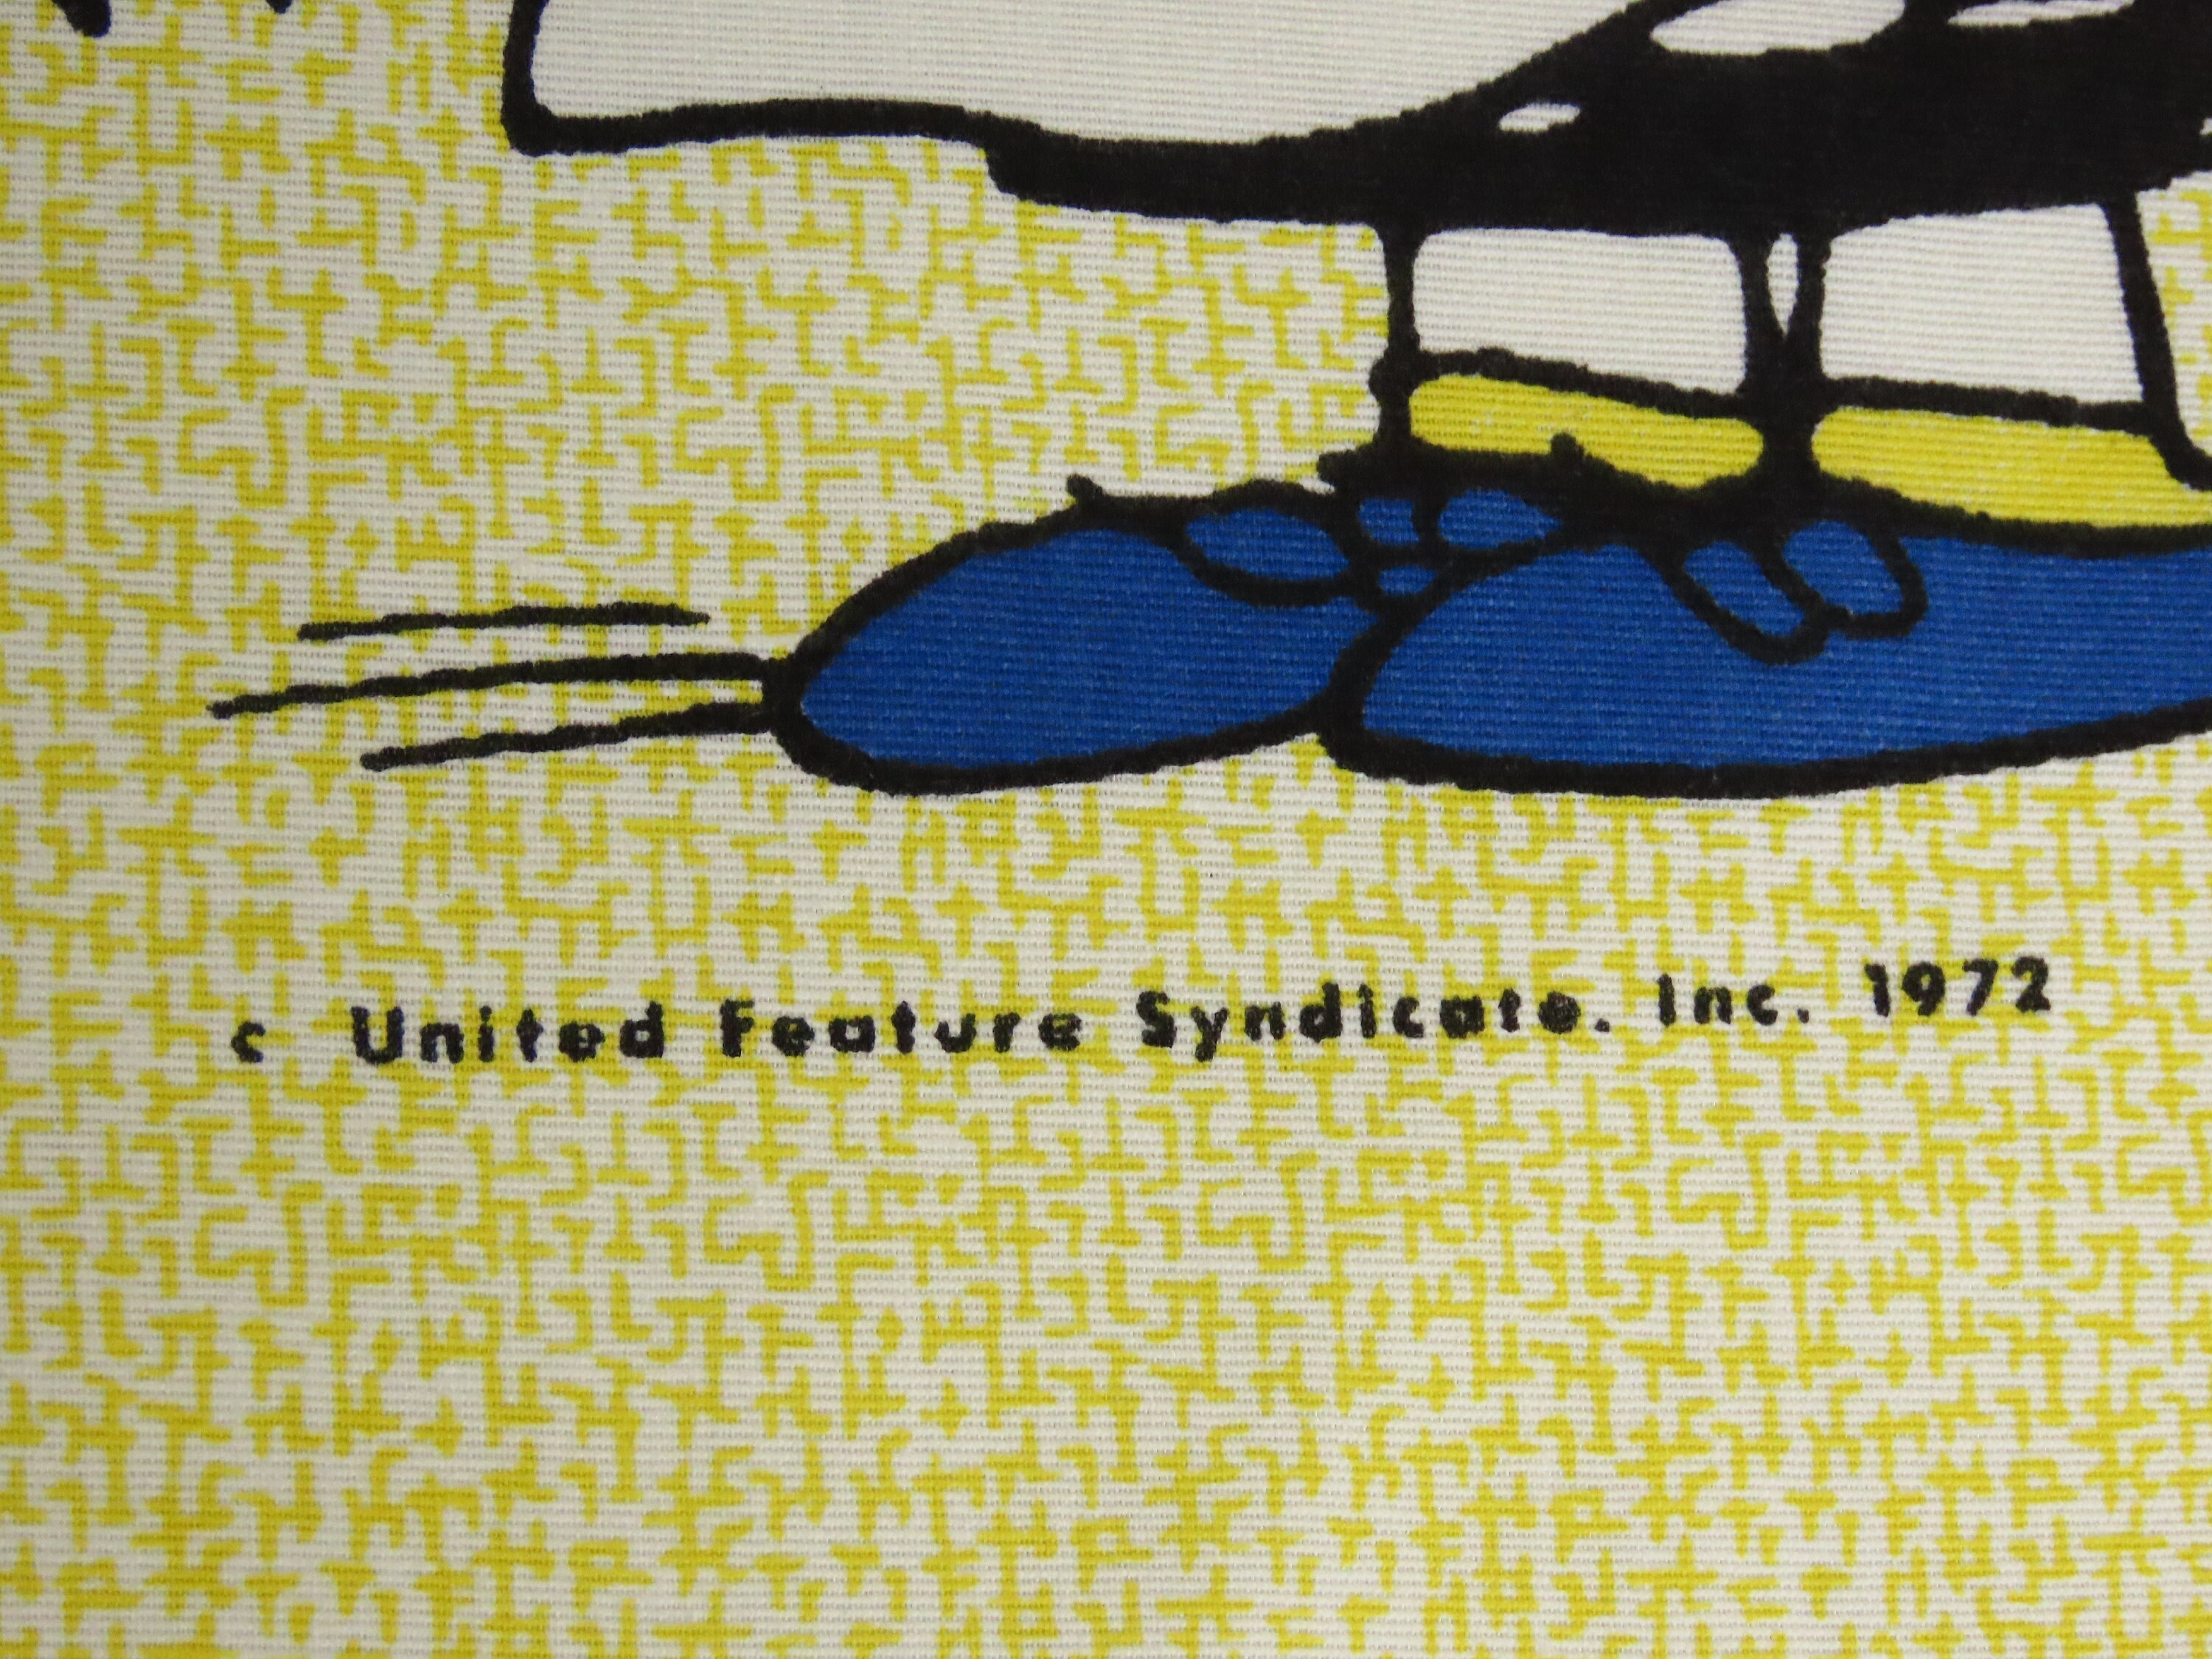 c United Feature Syndicate. Inc. 1972